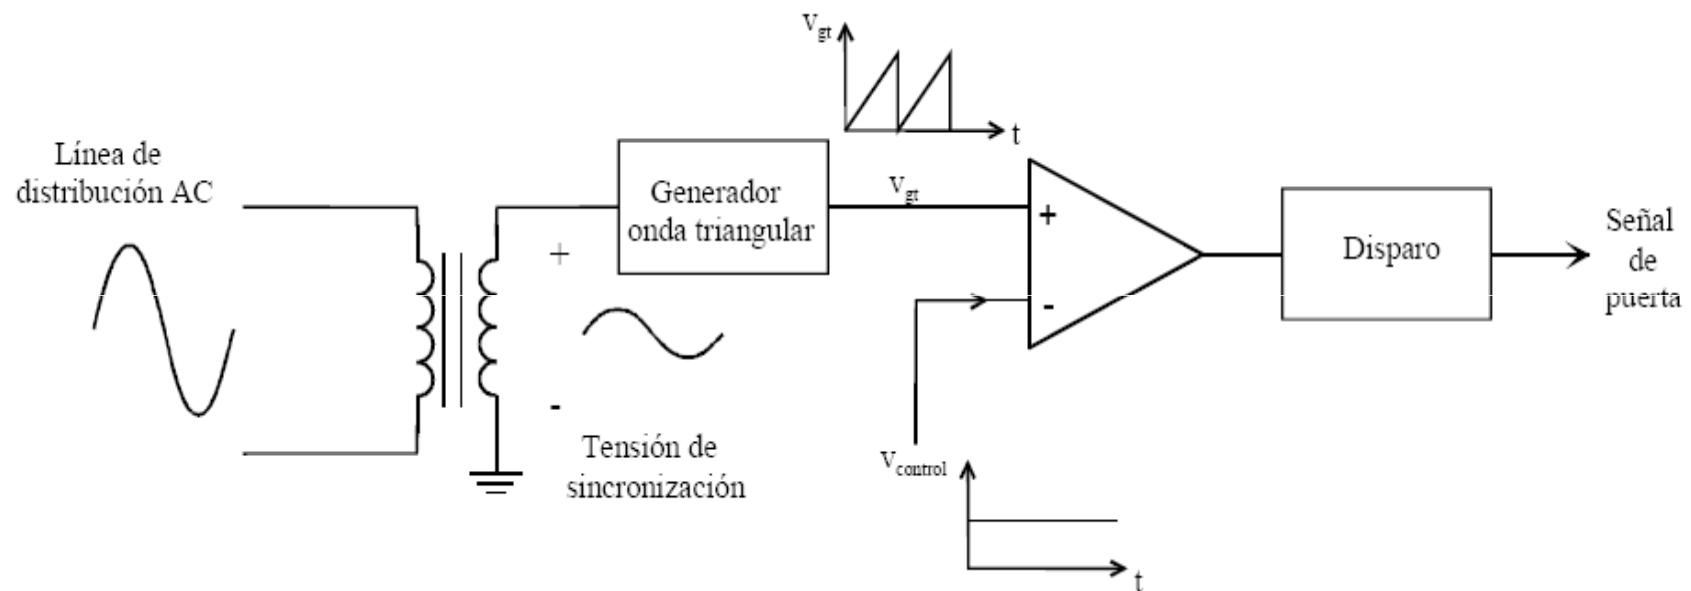 V_gt
t
Línea de
distribución AC
Generador
onda triangular
V_gt
+
-
Disparo
Señal
de
puerta
+
-
Tensión de
sincronización
V_control
t